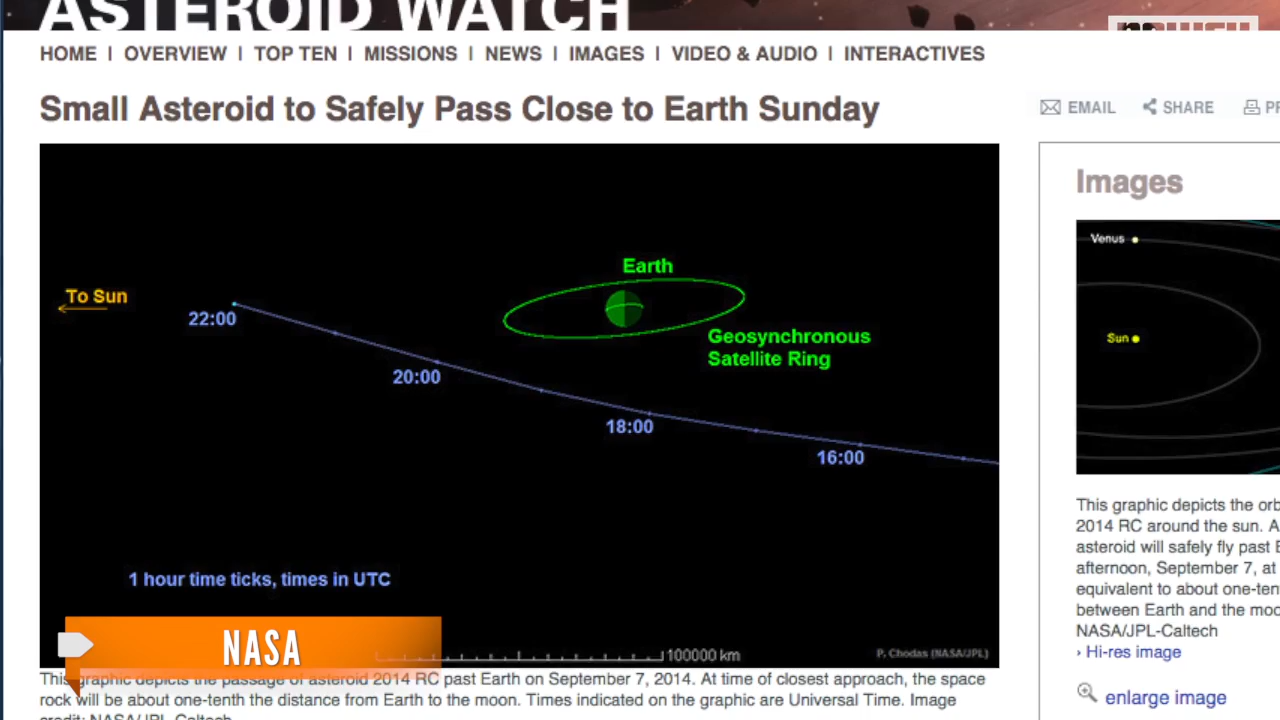 ASTEROID WATCH
HOME | OVERVIEW | TOP TEN | MISSIONS | NEWS | IMAGES | VIDEO & AUDIO | INTERACTIVES
Small Asteroid to Safely Pass Close to Earth Sunday
EMAIL SHARE
Images
Earth
To Sun
22:00
Geosynchronous
Satellite Ring
20:00
18:00
16:00
1 hour time ticks, times in UTC
100000 km
P. Chodas (NASA/JPL)
NASA
This graphic depicts the passage of asteroid 2014 RC past Earth on September 7, 2014. At time of closest approach, the space
rock will be about one-tenth the distance from Earth to the moon. Times indicated on the graphic are Universal Time. Image
credit: NASA/JPL-Caltech
Venus
Sun
This graphic depicts the orb
2014 RC around the sun. A
asteroid will safely fly past E
afternoon, September 7, at
equivalent to about one-ten
between Earth and the moo
NASA/JPL-Caltech
› Hi-res image
enlarge image